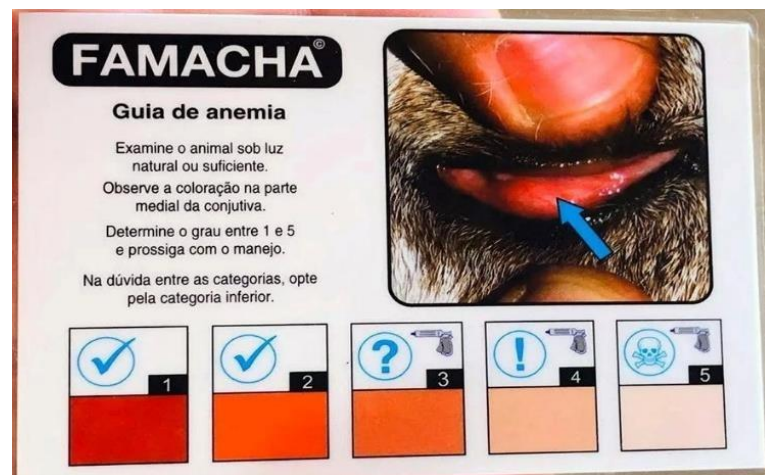 FAMACHA©
Guia de anemia
Examine o animal sob luz
natural ou suficiente.
Observe a coloração na parte
medial da conjutiva.
Determine o grau entre 1 e 5
e prossiga com o manejo.
Na dúvida entre as categorias, opte
pela categoria inferior.
? !
1 2 3 4 5